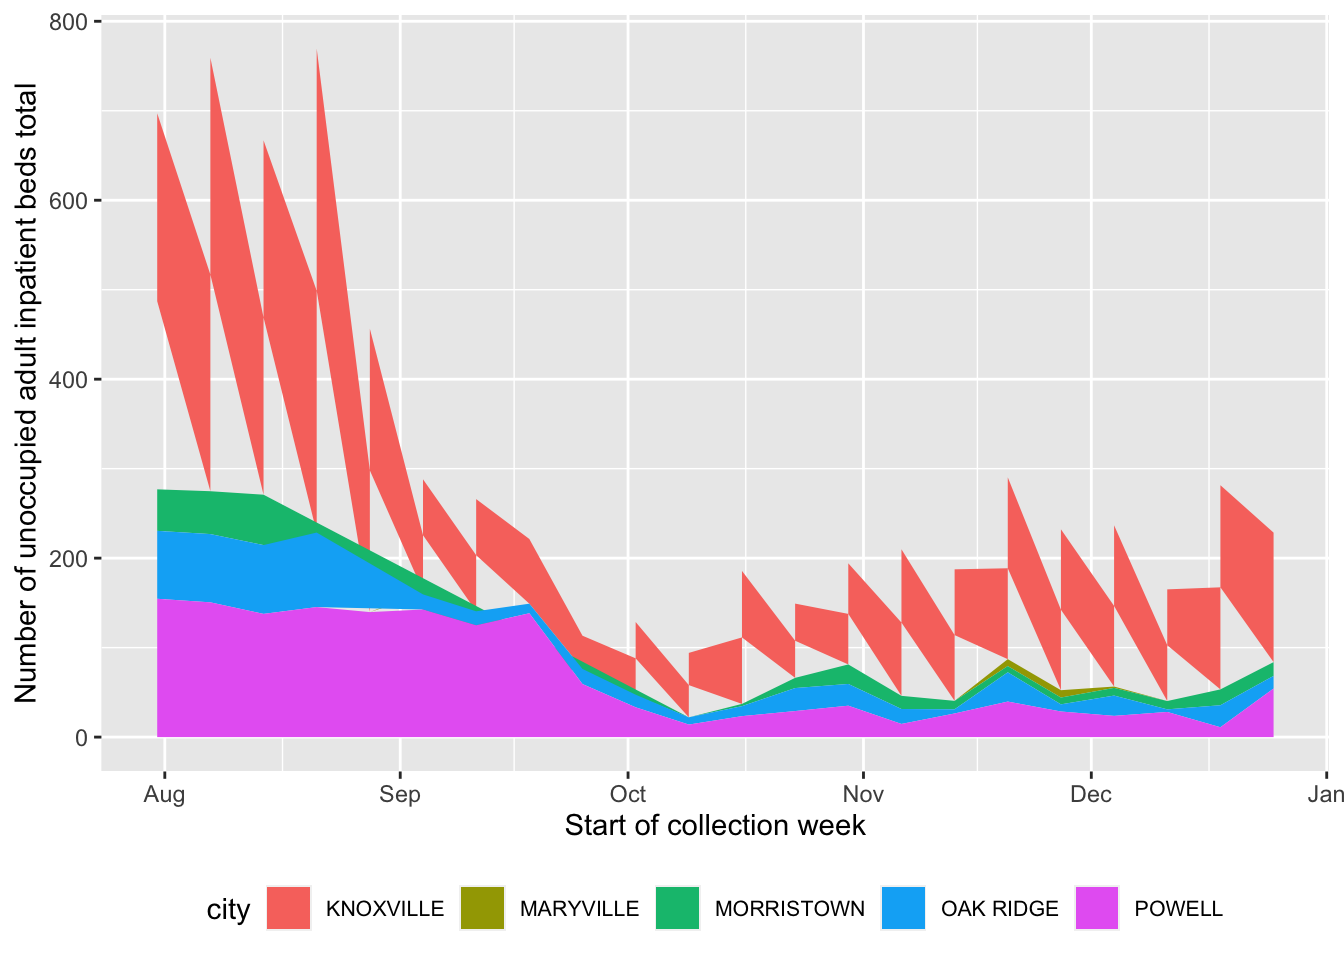 Number of unoccupied adult inpatient beds total
800
600
400
200
0
Aug Sep Oct Nov Dec Jan
Start of collection week
city KNOXVILLE MARYVILLE MORRISTOWN OAK RIDGE POWELL